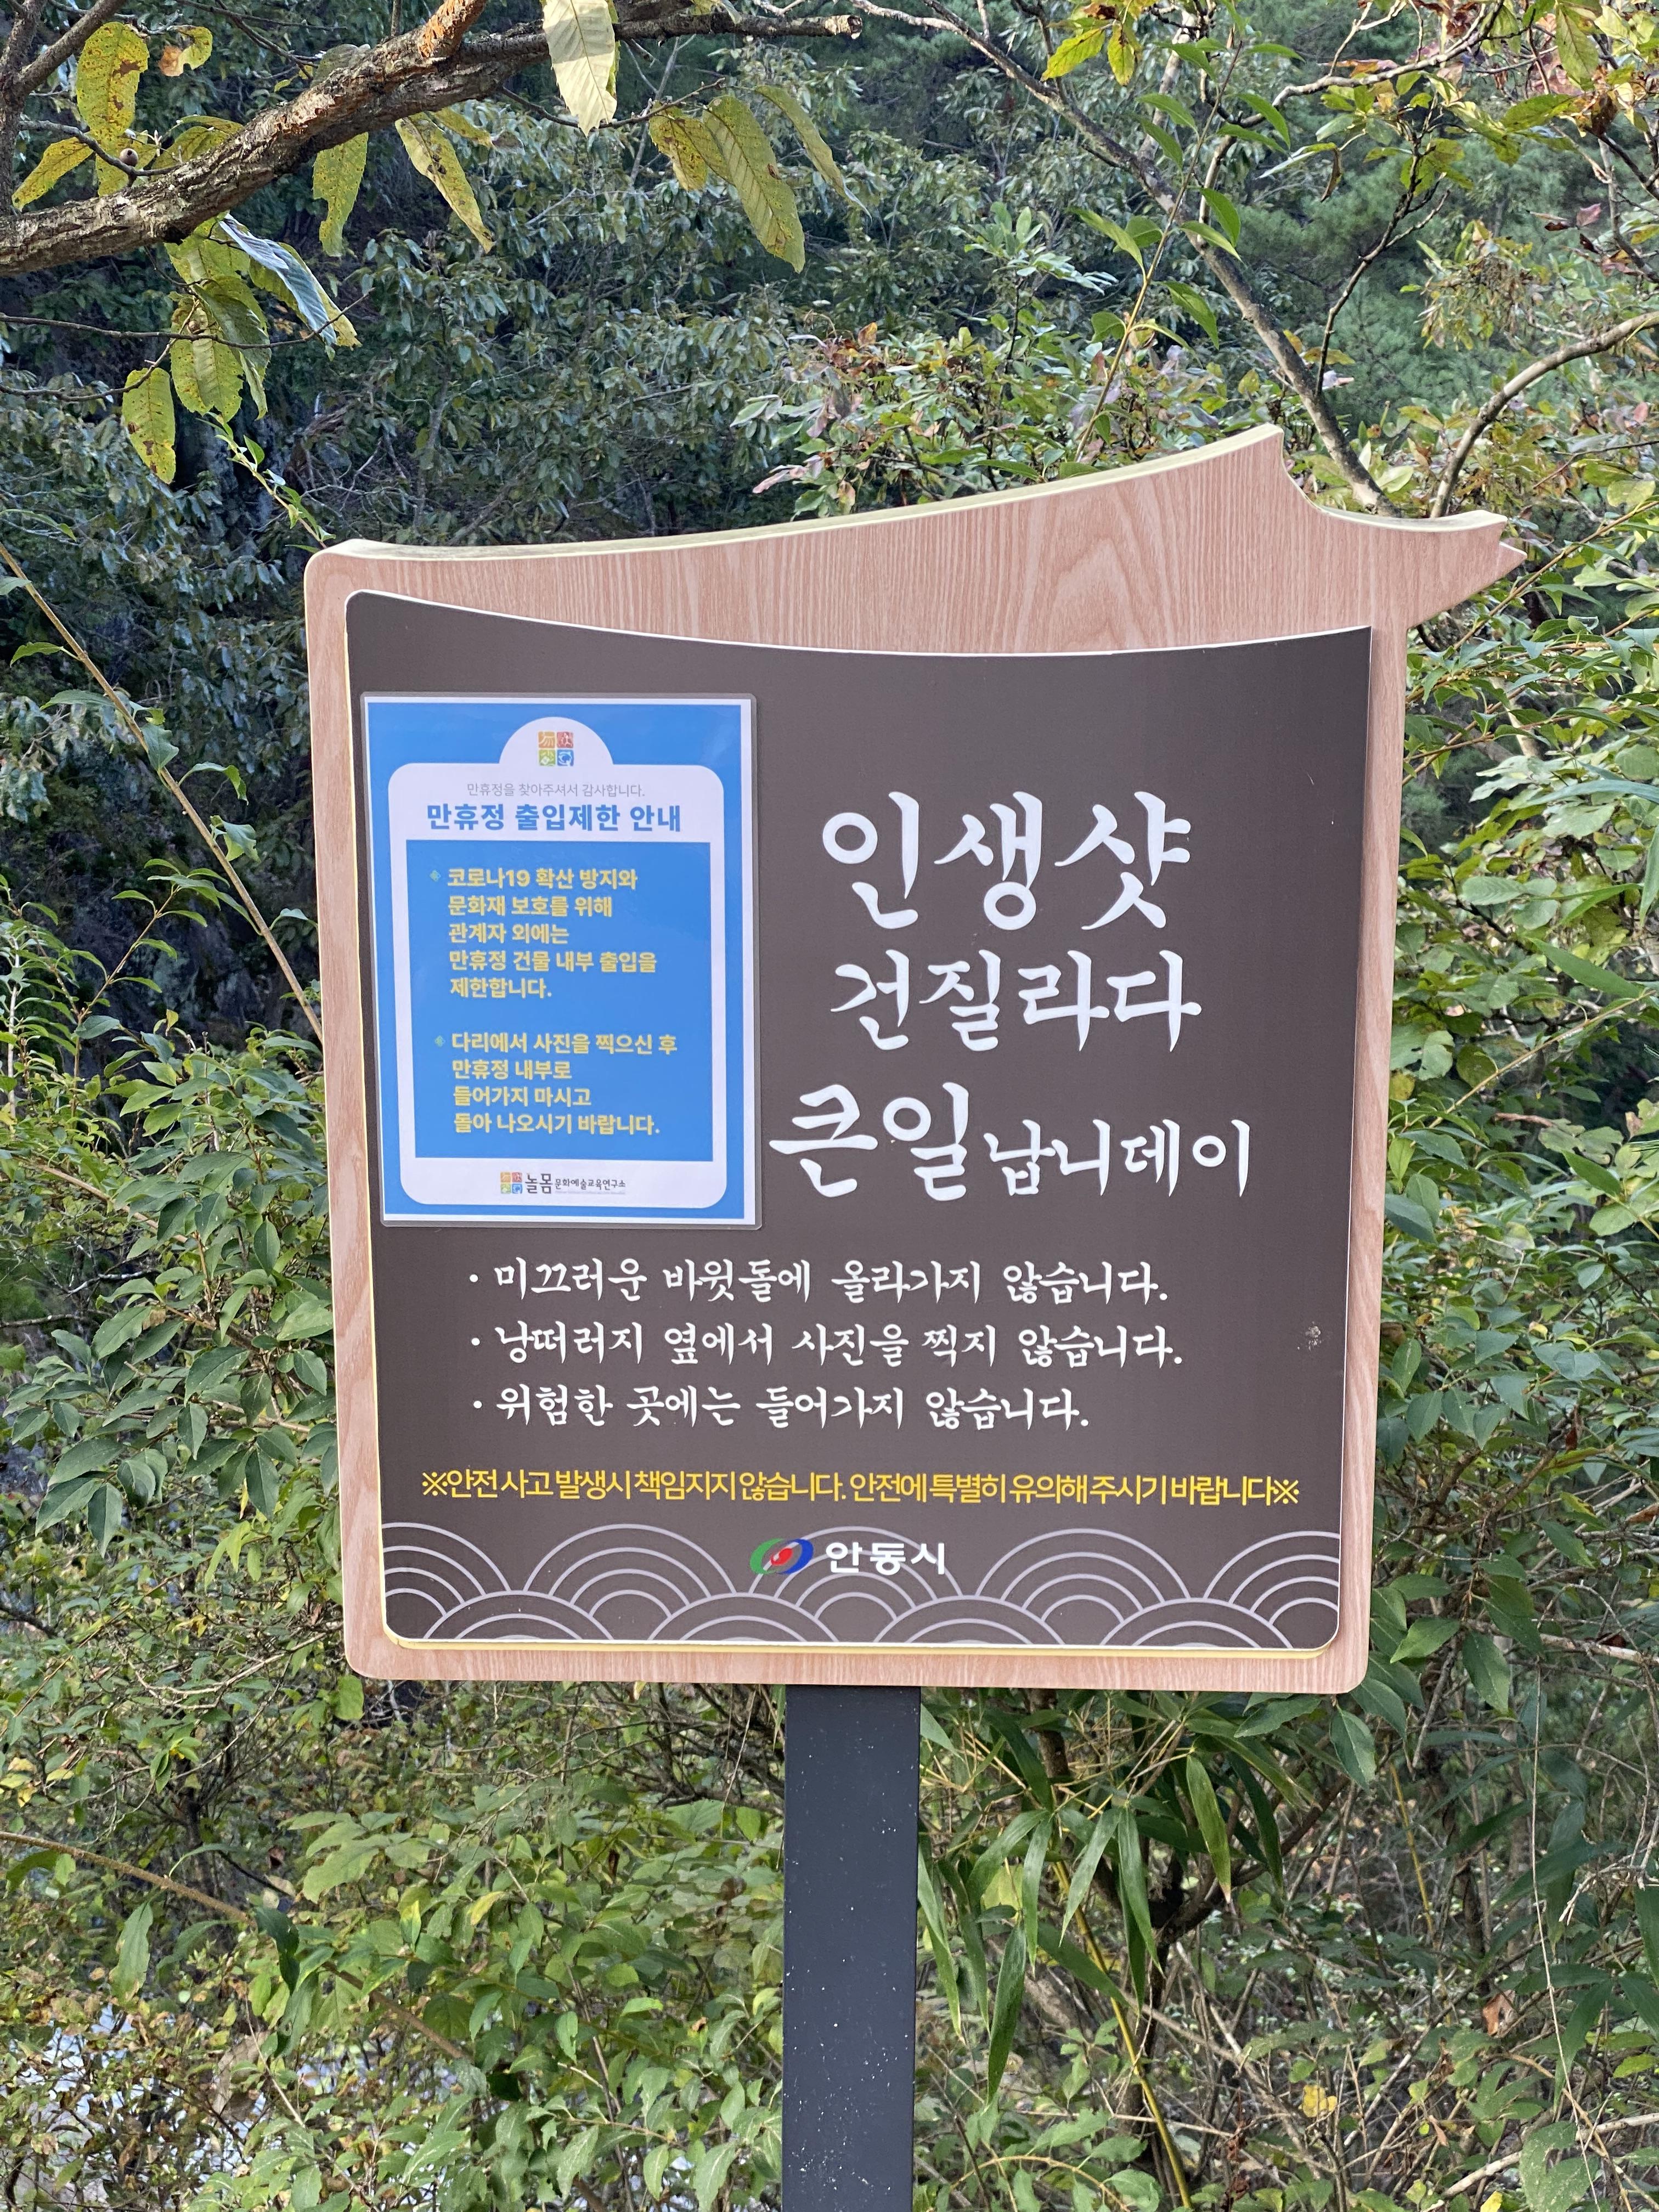 만휴정을 찾아주셔서 감사합니다.
만휴정 출입제한 안내
코로나19 확산 방지와
문화재 보호를 위해
관계자 외에는
만휴정 건물 내부 출입을
제한합니다.
다리에서 사진을 찍으신 후
만휴정 내부로
들어가지 마시고
돌아 나오시기 바랍니다.
놀몸 문화예술교육연구소
인생샷
건질라다
큰일납니데이
· 미끄러운 바윗돌에 올라가지 않습니다.
· 낭떠러지 옆에서 사진을 찍지 않습니다.
· 위험한 곳에는 들어가지 않습니다.
※안전 사고 발생시 책임지지 않습니다. 안전에 특별히 유의해 주시기 바랍니다※
안동시